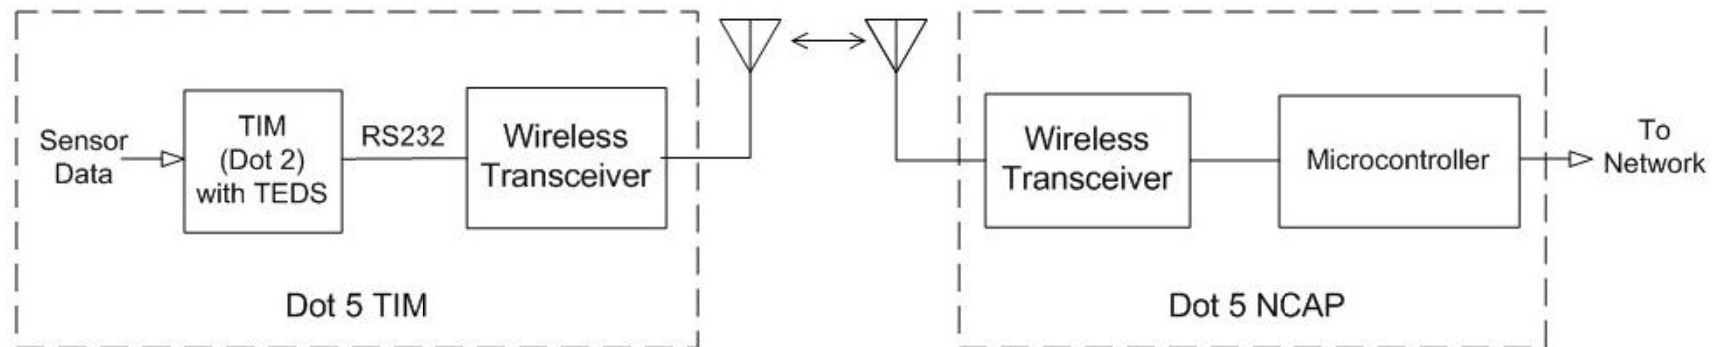 Sensor
Data
TIM
(Dot 2)
with TEDS
RS232
Wireless
Transceiver
Dot 5 TIM
Wireless
Transceiver
Microcontroller
To
Network
Dot 5 NCAP